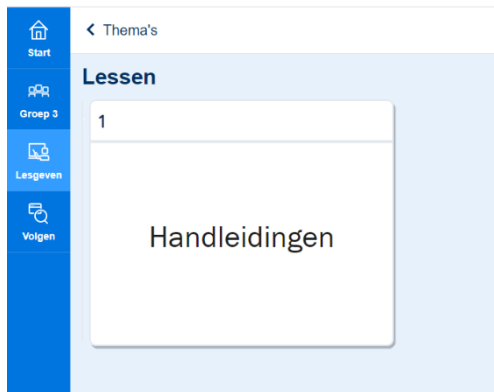 Start
Groep 3
Lesgeven
Volgen
Thema's
Lessen
1
Handleidingen